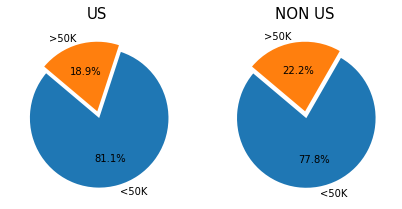 US
>50K
18.9%
81.1%
<50K
NON US
>50K
22.2%
77.8%
<50K